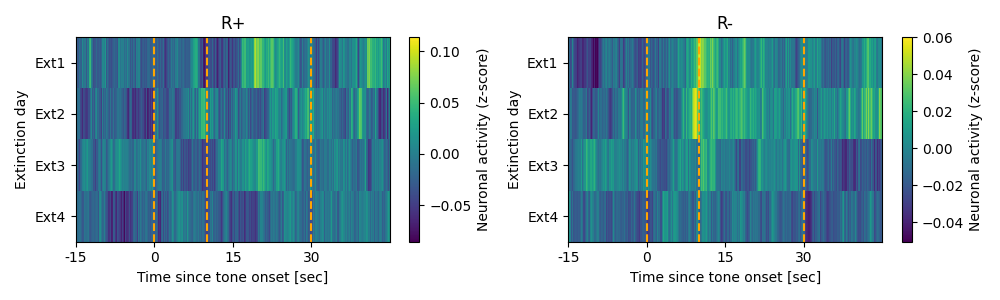 R+
Ext1
Ext2
Ext3
Ext4
Extinction day
-15
0
15
30
Time since tone onset [sec]
0.10
0.05
0.00
−0.05
Neuronal activity (z-score)
R-
Ext1
Ext2
Ext3
Ext4
Extinction day
-15
0
15
30
Time since tone onset [sec]
0.06
0.04
0.02
0.00
−0.02
−0.04
Neuronal activity (z-score)